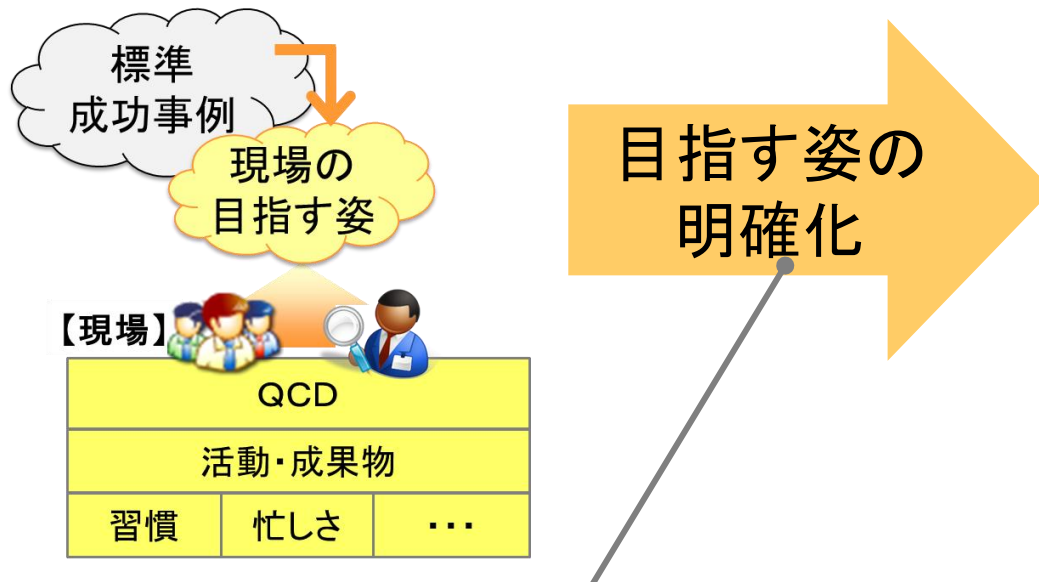 標準
成功事例
現場の
目指す姿
【現場】
QCD
活動・成果物
習慣
忙しさ
・・・
目指す姿の
明確化